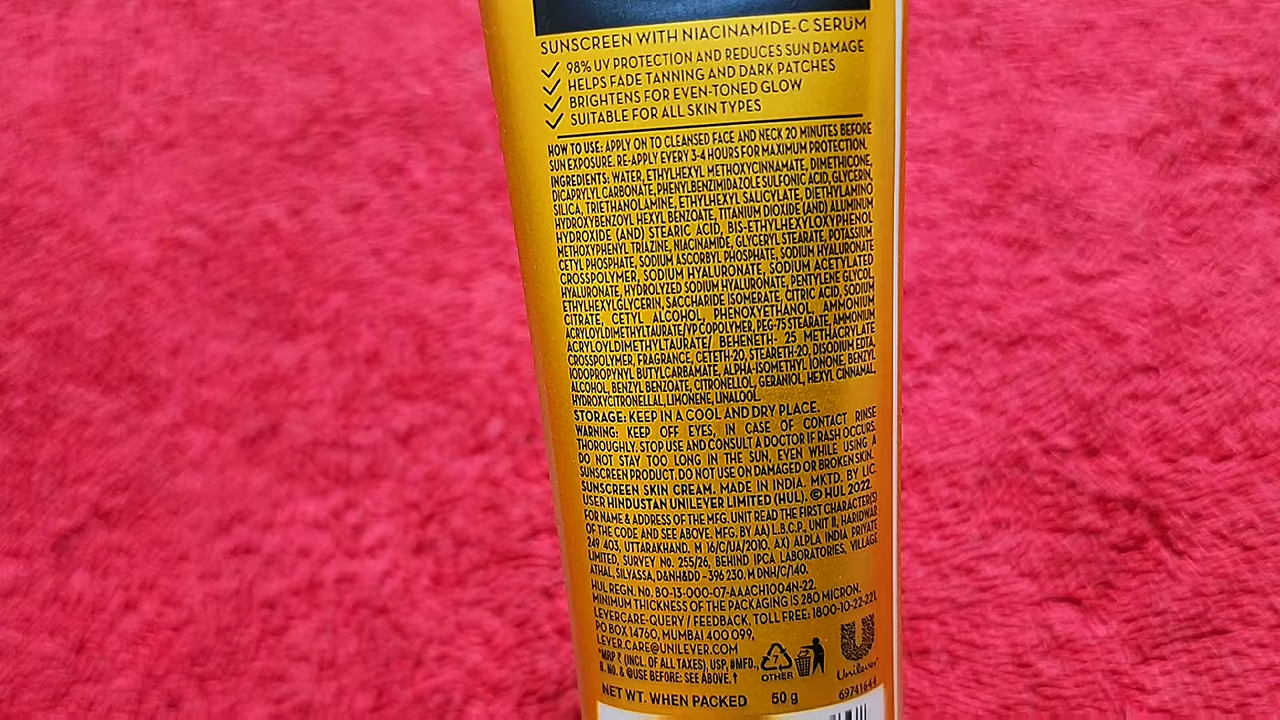 SUNSCREEN WITH NIACINAMIDE-C SERUM
98% UV PROTECTION AND REDUCES SUN DAMAGE
HELPS FADE TANNING AND DARK PATCHES
BRIGHTENS FOR EVEN-TONED GLOW
SUITABLE FOR ALL SKIN TYPES
HOW TO USE: APPLY ON TO CLEANSED FACE AND NECK 20 MINUTES BEFORE
SUN EXPOSURE. RE-APPLY EVERY 3-4 HOURS FOR MAXIMUM PROTECTION.
INGREDIENTS: WATER, ETHYLHEXYL METHOXYCINNAMATE, DIMETHICONE,
DICAPRYLYL CARBONATE, PHENYLBENZIMIDAZOLE SULFONIC ACID, GLYCERIN,
SILICA, TRIETHANOLAMINE, ETHYLHEXYL SALICYLATE, DIETHYLAMINO
HYDROXYBENZOYL HEXYL BENZOATE, TITANIUM DIOXIDE (AND) ALUMINUM
HYDROXIDE (AND) STEARIC ACID, BIS-ETHYLHEXYLOXYPHENOL
METHOXYPHENYL TRIAZINE, NIACINAMIDE, GLYCERYL STEARATE, POTASSIUM
CETYL PHOSPHATE, SODIUM ASCORBYL PHOSPHATE, SODIUM HYALURONATE
CROSSPOLYMER, SODIUM HYALURONATE, SODIUM ACETYLATED
HYALURONATE, HYDROLYZED SODIUM HYALURONATE, PENTYLENE GLYCOL,
ETHYLHEXYLGLYCERIN, SACCHARIDE ISOMERATE, CITRIC ACID, SODIUM
CITRATE, CETYL ALCOHOL, PHENOXYETHANOL, AMMONIUM
ACRYLOYLDIMETHYLTAURATE/VP COPOLYMER, PEG-75 STEARATE, AMMONIUM
ACRYLOYLDIMETHYLTAURATE/ BEHENETH- 25 METHACRYLATE
CROSSPOLYMER, FRAGRANCE, CETETH-20, STEARETH-20, DISODIUM EDTA,
IODOPROPYNYL BUTYLCARBAMATE, ALPHA-ISOMETHYL IONONE, BENZYL
ALCOHOL, BENZYL BENZOATE, CITRONELLOL, GERANIOL, HEXYL CINNAMAL,
HYDROXYCITRONELLAL, LIMONENE, LINALOOL.
STORAGE: KEEP IN A COOL AND DRY PLACE.
WARNING: KEEP OFF EYES, IN CASE OF CONTACT RINSE
THOROUGHLY. STOP USE AND CONSULT A DOCTOR IF RASH OCCURS.
DO NOT STAY TOO LONG IN THE SUN, EVEN WHILE USING A
SUNSCREEN PRODUCT. DO NOT USE ON DAMAGED OR BROKEN SKIN.
SUNSCREEN SKIN CREAM. MADE IN INDIA. MKTD. BY LIC.
USER HINDUSTAN UNILEVER LIMITED (HUL). © HUL 2022.
FOR NAME & ADDRESS OF THE MFG. UNIT READ THE FIRST CHARACTER(S)
OF THE CODE AND SEE ABOVE. MFG. BY AA) L.B.C.P., UNIT II, HARIDWAR
249 403, UTTARAKHAND. M 16/C/UA/2010. AX) ALPLA INDIA PRIVATE
LIMITED, SURVEY NO. 255/26, BEHIND IPCA LABORATORIES, VILLAGE
ATHAL, SILVASSA, D&NH&DD - 396 230. M DNH/C/140.
HUL REGN. No. BO-13-000-07-AAACH1004N-22.
MINIMUM THICKNESS OF THE PACKAGING IS 280 MICRON.
LEVERCARE-QUERY / FEEDBACK, TOLL FREE: 1800-10-22-221,
PO BOX 14760, MUMBAI 400 099,
LEVER.CARE@UNILEVER.COM
*MRP ₹ (INCL. OF ALL TAXES), USP, #MFD.,
B. NO. & @USE BEFORE: SEE ABOVE.†
7
OTHER
Unilever
NET WT. WHEN PACKED 50 g
69741644